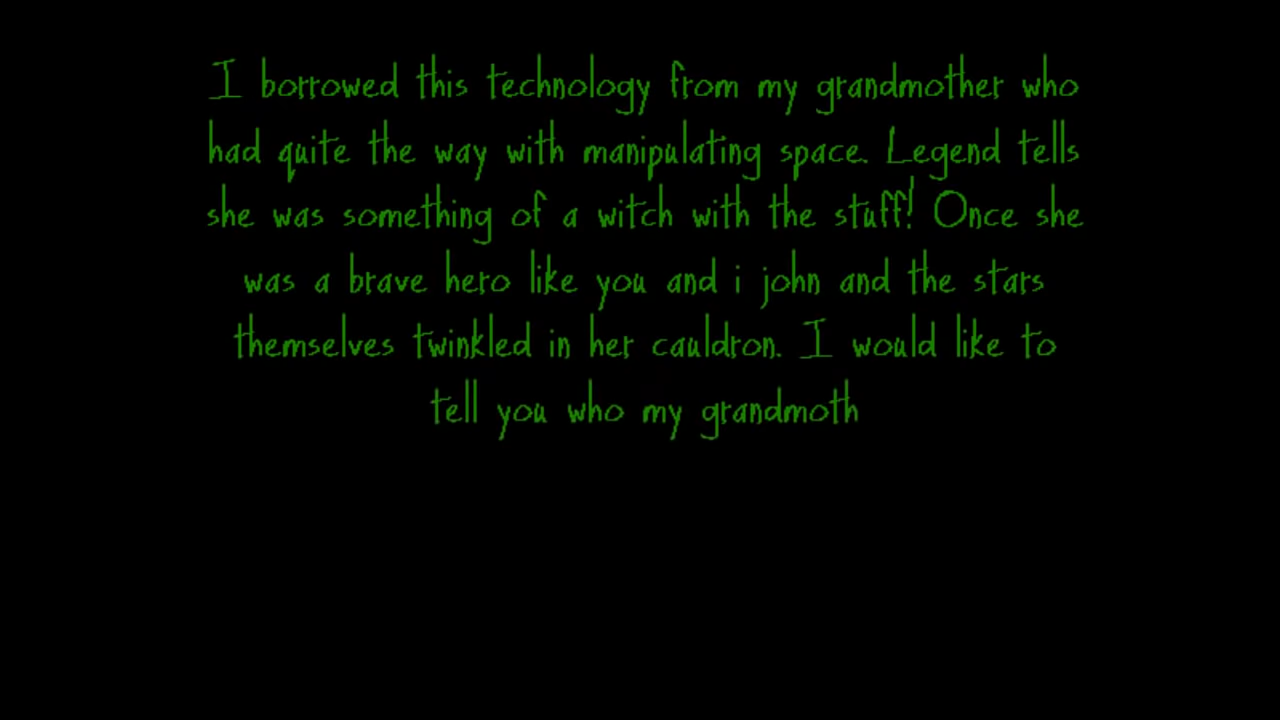 I borrowed this technology from my grandmother who
had quite the way with manipulating space. Legend tells
she was something of a witch with the stuff! Once she
was a brave hero like you and i john and the stars
themselves twinkled in her cauldron. I would like to
tell you who my grandmoth